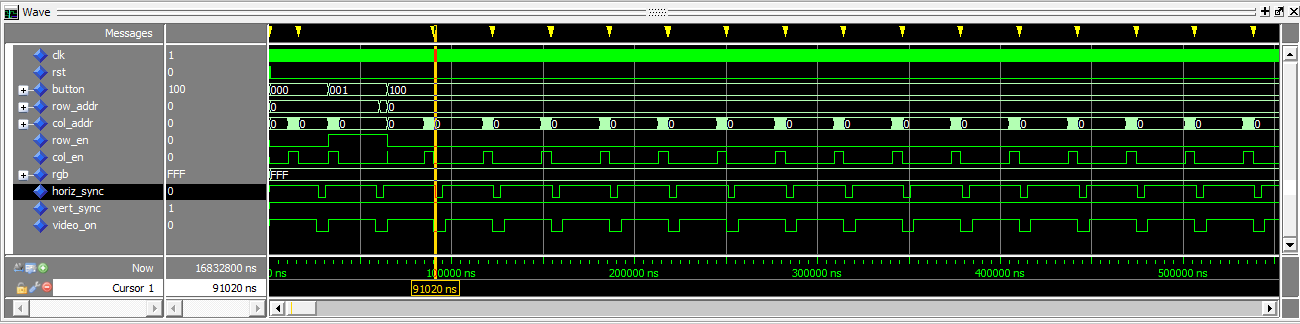 Wave
Messages
clk 1
rst 0
button 100 000 001 100
row_addr 0 0 0
col_addr 0 0 0 0 0 0 0 0 0 0 0 0 0 0 0 0 0 0 0 0
row_en 0
col_en 0
rgb FFF FFF
horiz_sync 0
vert_sync 1
video_on 0
Now 16832800 ns 0 ns 100000 ns 200000 ns 300000 ns 400000 ns 500000 ns
Cursor 1 91020 ns 91020 ns